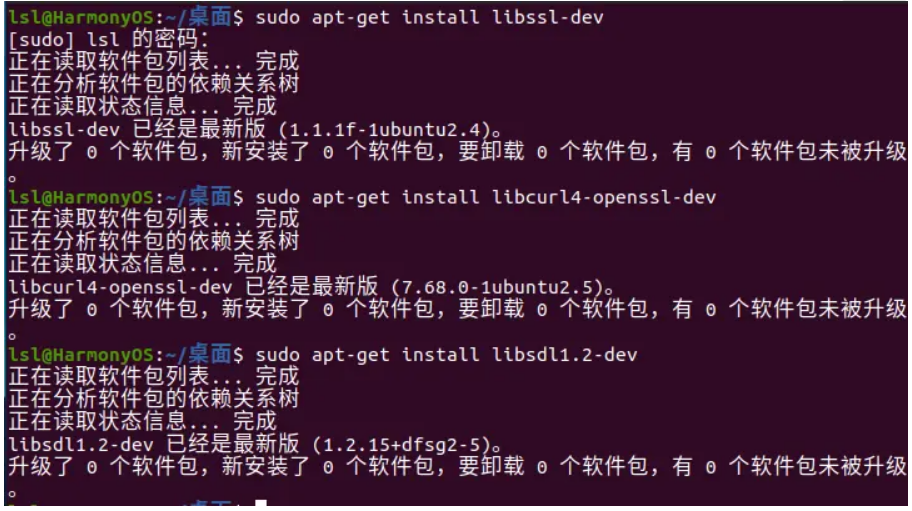 lsl@HarmonyOS:~/桌面$ sudo apt-get install libssl-dev
[sudo] lsl 的密码：
正在读取软件包列表... 完成
正在分析软件包的依赖关系树
正在读取状态信息... 完成
libssl-dev 已经是最新版 (1.1.1f-1ubuntu2.4)。
升级了 0 个软件包，新安装了 0 个软件包，要卸载 0 个软件包，有 0 个软件包未被升级
。
lsl@HarmonyOS:~/桌面$ sudo apt-get install libcurl4-openssl-dev
正在读取软件包列表... 完成
正在分析软件包的依赖关系树
正在读取状态信息... 完成
libcurl4-openssl-dev 已经是最新版 (7.68.0-1ubuntu2.5)。
升级了 0 个软件包，新安装了 0 个软件包，要卸载 0 个软件包，有 0 个软件包未被升级
。
lsl@HarmonyOS:~/桌面$ sudo apt-get install libsdl1.2-dev
正在读取软件包列表... 完成
正在分析软件包的依赖关系树
正在读取状态信息... 完成
libsdl1.2-dev 已经是最新版 (1.2.15+dfsg2-5)。
升级了 0 个软件包，新安装了 0 个软件包，要卸载 0 个软件包，有 0 个软件包未被升级
。